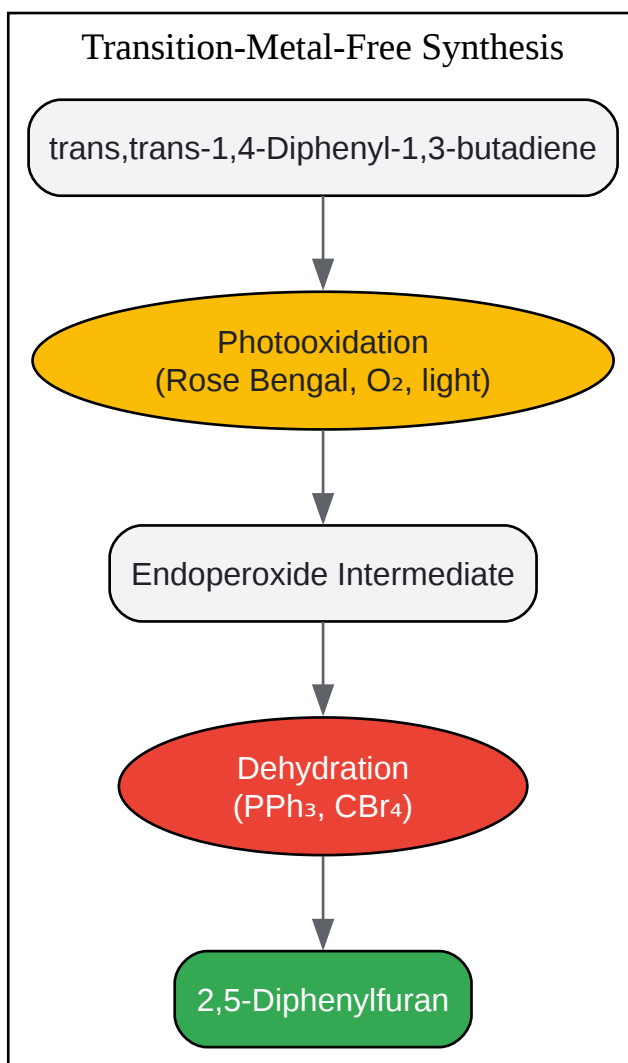 Transition-Metal-Free Synthesis
trans,trans-1,4-Diphenyl-1,3-butadiene
Photooxidation
(Rose Bengal, O₂, light)
Endoperoxide Intermediate
Dehydration
(PPh₃, CBr₄)
2,5-Diphenylfuran